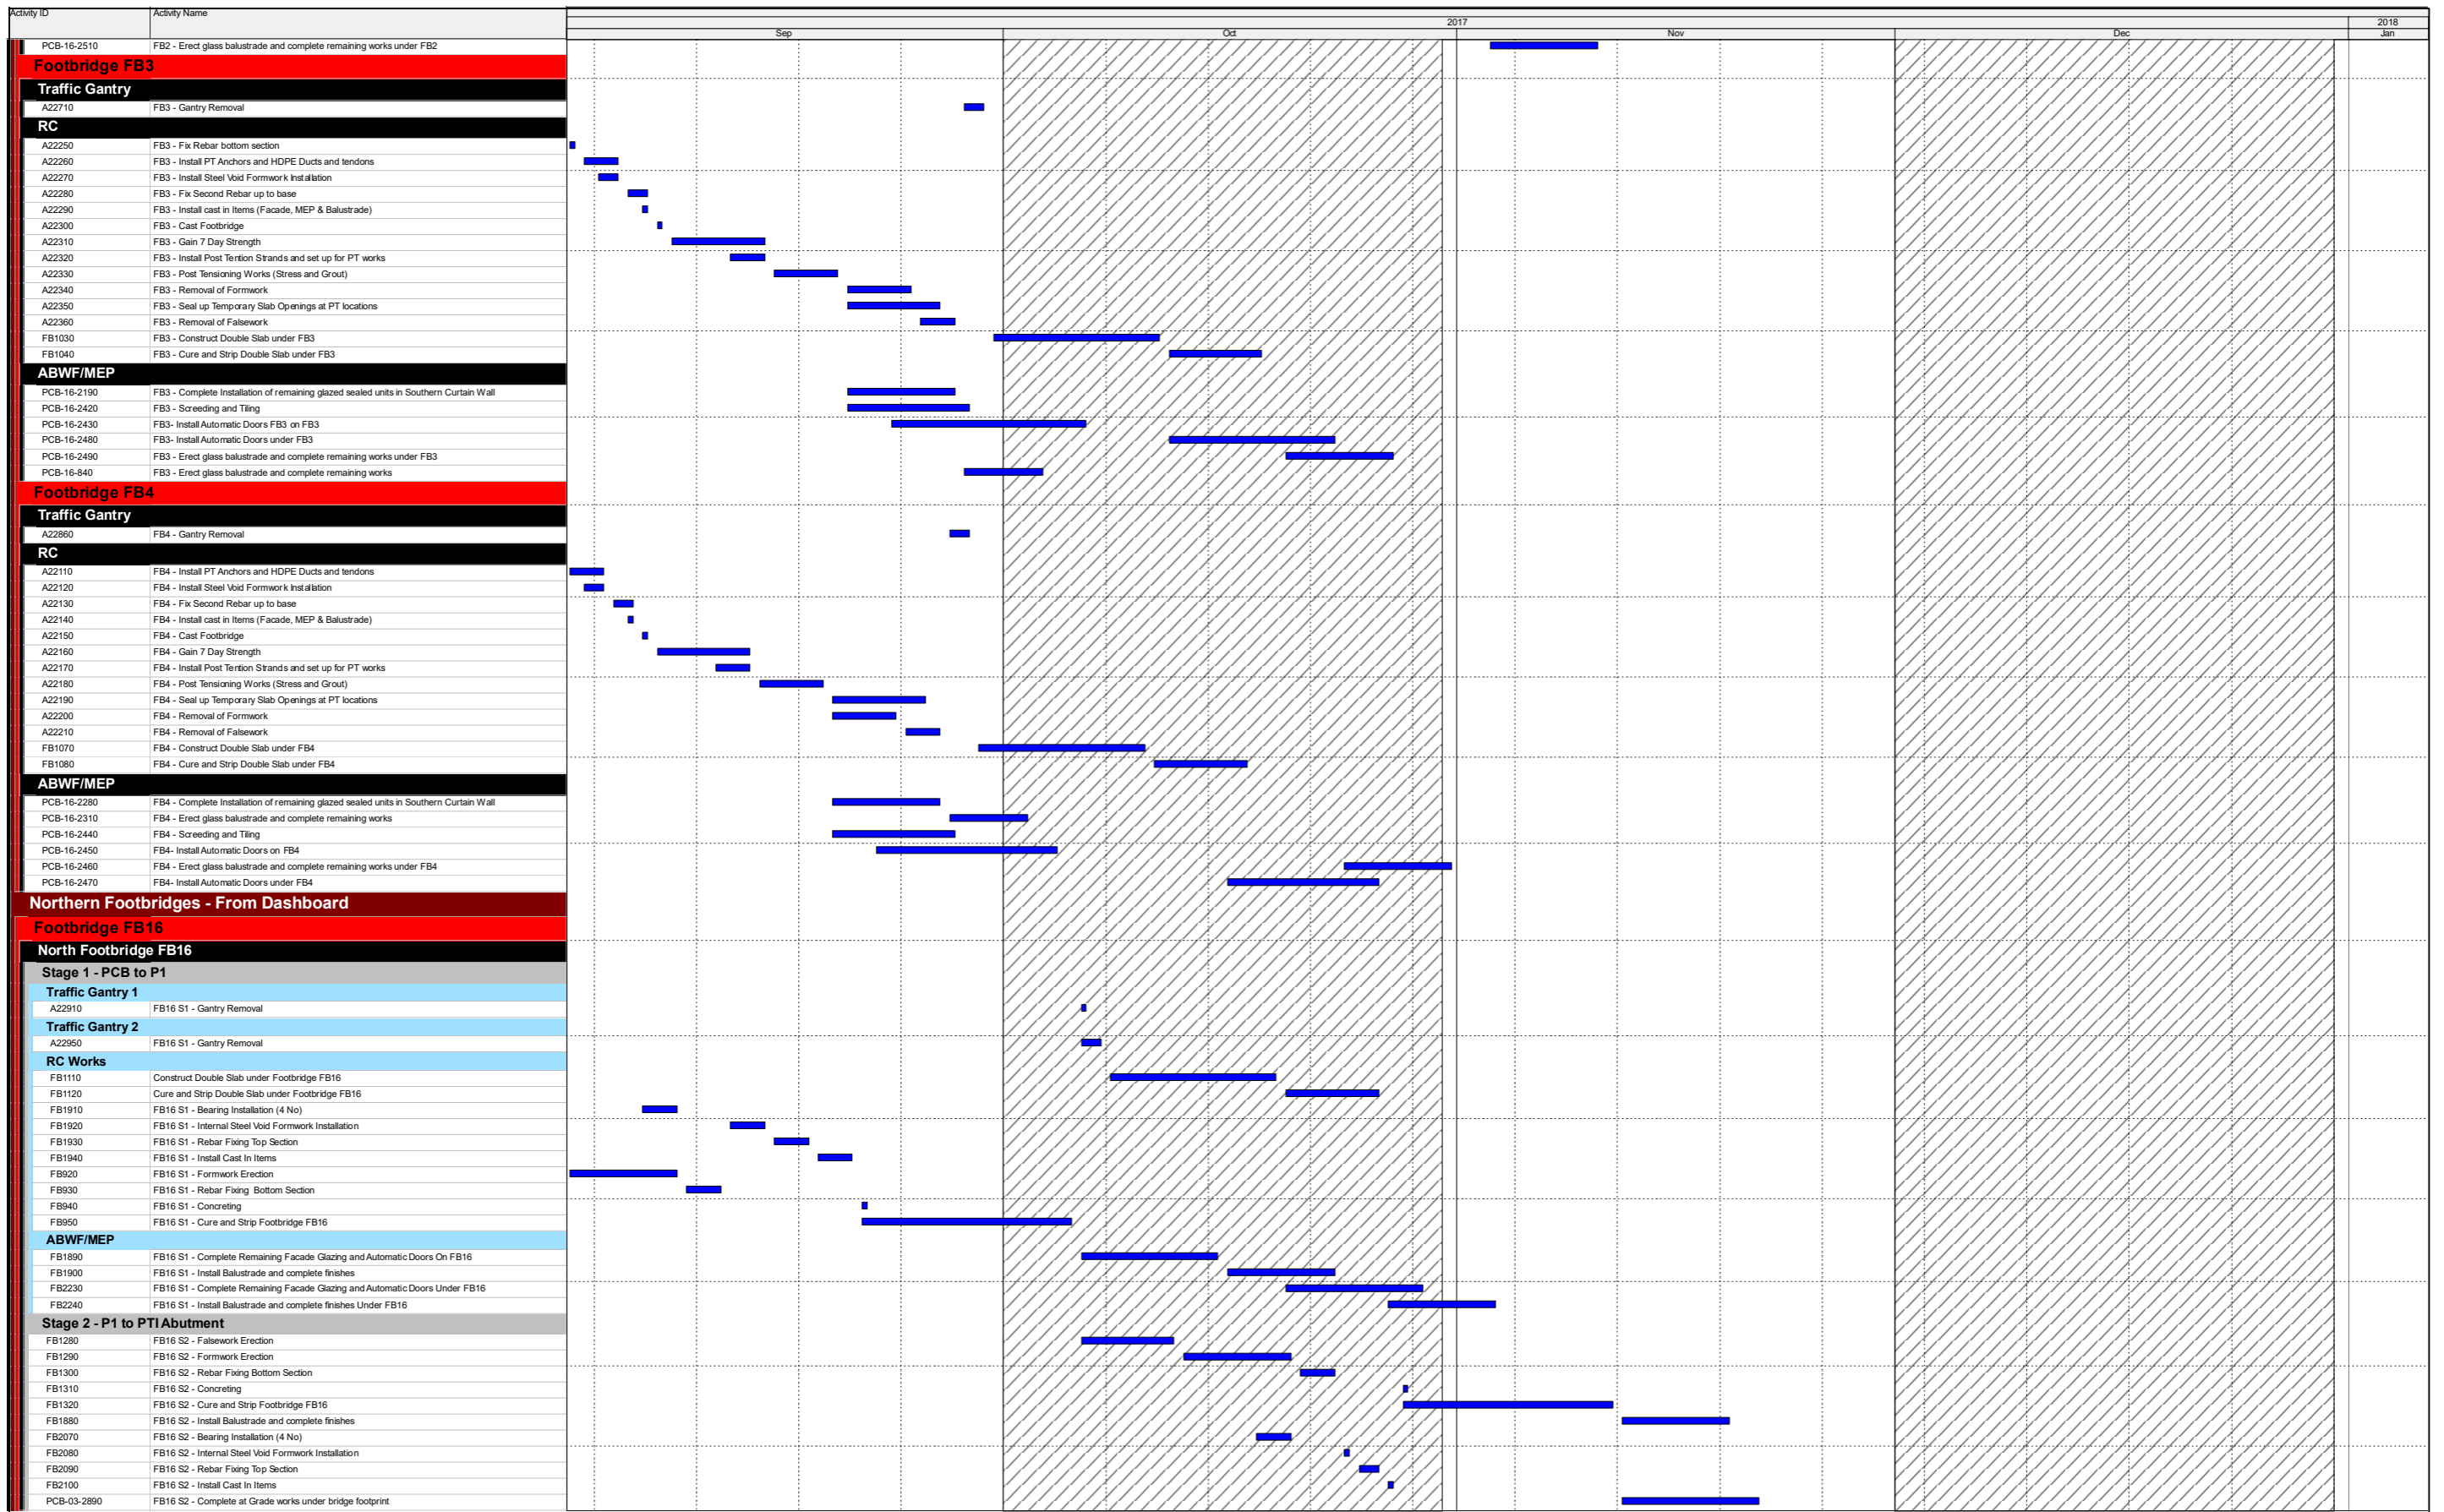 Activity ID Activity Name
2017 2018
Sep Oct Nov Dec Jan
PCB-16-2510 FB2 - Erect glass balustrade and complete remaining works under FB2
Footbridge FB3
Traffic Gantry
A22710 FB3 - Gantry Removal
RC
A22250 FB3 - Fix Rebar bottom section
A22260 FB3 - Install PT Anchors and HDPE Ducts and tendons
A22270 FB3 - Install Steel Void Formwork Installation
A22280 FB3 - Fix Second Rebar up to base
A22290 FB3 - Install cast in Items (Facade, MEP & Balustrade)
A22300 FB3 - Cast Footbridge
A22310 FB3 - Gain 7 Day Strength
A22320 FB3 - Install Post Tention Strands and set up for PT works
A22330 FB3 - Post Tensioning Works (Stress and Grout)
A22340 FB3 - Removal of Formwork
A22350 FB3 - Seal up Temporary Slab Openings at PT locations
A22360 FB3 - Removal of Falsework
FB1030 FB3 - Construct Double Slab under FB3
FB1040 FB3 - Cure and Strip Double Slab under FB3
ABWF/MEP
PCB-16-2190 FB3 - Complete Installation of remaining glazed sealed units in Southern Curtain Wall
PCB-16-2420 FB3 - Screeding and Tiling
PCB-16-2430 FB3- Install Automatic Doors FB3 on FB3
PCB-16-2480 FB3- Install Automatic Doors under FB3
PCB-16-2490 FB3 - Erect glass balustrade and complete remaining works under FB3
PCB-16-840 FB3 - Erect glass balustrade and complete remaining works
Footbridge FB4
Traffic Gantry
A22860 FB4 - Gantry Removal
RC
A22110 FB4 - Install PT Anchors and HDPE Ducts and tendons
A22120 FB4 - Install Steel Void Formwork Installation
A22130 FB4 - Fix Second Rebar up to base
A22140 FB4 - Install cast in Items (Facade, MEP & Balustrade)
A22150 FB4 - Cast Footbridge
A22160 FB4 - Gain 7 Day Strength
A22170 FB4 - Install Post Tention Strands and set up for PT works
A22180 FB4 - Post Tensioning Works (Stress and Grout)
A22190 FB4 - Seal up Temporary Slab Openings at PT locations
A22200 FB4 - Removal of Formwork
A22210 FB4 - Removal of Falsework
FB1070 FB4 - Construct Double Slab under FB4
FB1080 FB4 - Cure and Strip Double Slab under FB4
ABWF/MEP
PCB-16-2280 FB4 - Complete Installation of remaining glazed sealed units in Southern Curtain Wall
PCB-16-2310 FB4 - Erect glass balustrade and complete remaining works
PCB-16-2440 FB4 - Screeding and Tiling
PCB-16-2450 FB4- Install Automatic Doors on FB4
PCB-16-2460 FB4 - Erect glass balustrade and complete remaining works under FB4
PCB-16-2470 FB4- Install Automatic Doors under FB4
Northern Footbridges - From Dashboard
Footbridge FB16
North Footbridge FB16
Stage 1 - PCB to P1
Traffic Gantry 1
A22910 FB16 S1 - Gantry Removal
Traffic Gantry 2
A22950 FB16 S1 - Gantry Removal
RC Works
FB1110 Construct Double Slab under Footbridge FB16
FB1120 Cure and Strip Double Slab under Footbridge FB16
FB1910 FB16 S1 - Bearing Installation (4 No)
FB1920 FB16 S1 - Internal Steel Void Formwork Installation
FB1930 FB16 S1 - Rebar Fixing Top Section
FB1940 FB16 S1 - Install Cast In Items
FB920 FB16 S1 - Formwork Erection
FB930 FB16 S1 - Rebar Fixing Bottom Section
FB940 FB16 S1 - Concreting
FB950 FB16 S1 - Cure and Strip Footbridge FB16
ABWF/MEP
FB1890 FB16 S1 - Complete Remaining Facade Glazing and Automatic Doors On FB16
FB1900 FB16 S1 - Install Balustrade and complete finishes
FB2230 FB16 S1 - Complete Remaining Facade Glazing and Automatic Doors Under FB16
FB2240 FB16 S1 - Install Balustrade and complete finishes Under FB16
Stage 2 - P1 to PTI Abutment
FB1280 FB16 S2 - Falsework Erection
FB1290 FB16 S2 - Formwork Erection
FB1300 FB16 S2 - Rebar Fixing Bottom Section
FB1310 FB16 S2 - Concreting
FB1320 FB16 S2 - Cure and Strip Footbridge FB16
FB1880 FB16 S2 - Install Balustrade and complete finishes
FB2070 FB16 S2 - Bearing Installation (4 No)
FB2080 FB16 S2 - Internal Steel Void Formwork Installation
FB2090 FB16 S2 - Rebar Fixing Top Section
FB2100 FB16 S2 - Install Cast In Items
PCB-03-2890 FB16 S2 - Complete at Grade works under bridge footprint